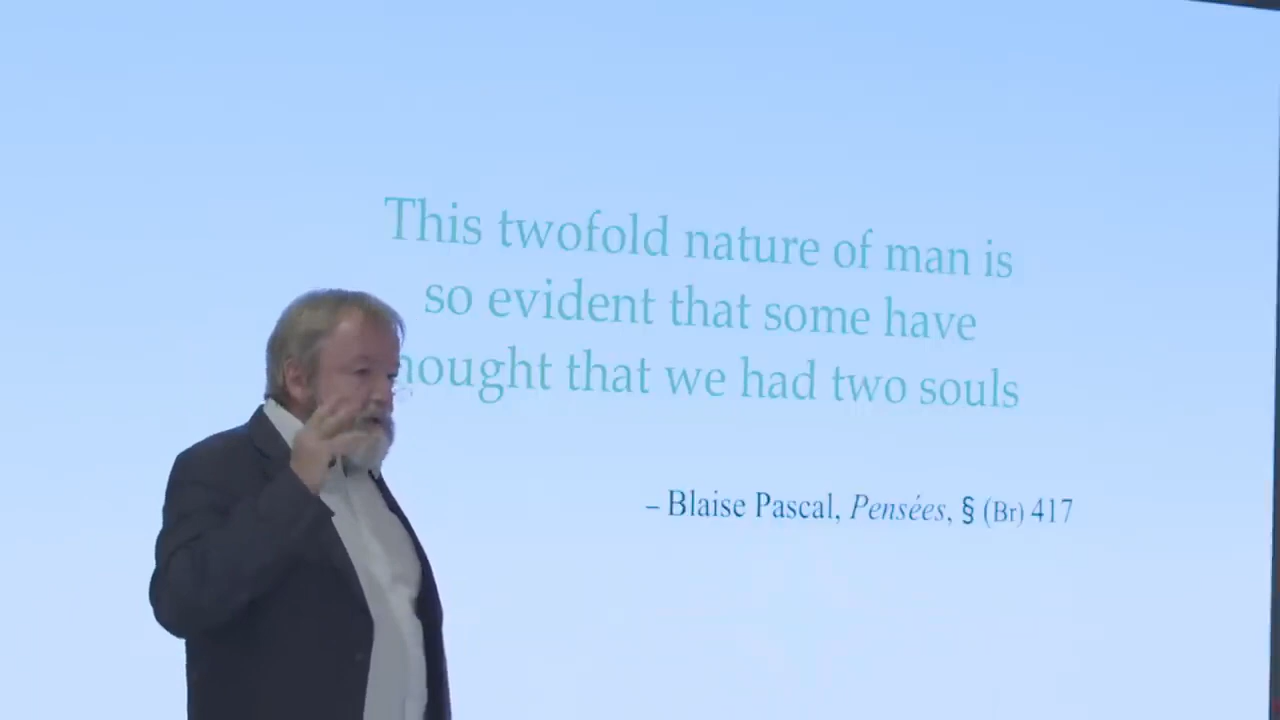 This twofold nature of man is
so evident that some have
hought that we had two souls
– Blaise Pascal, Pensées, § (Br) 417